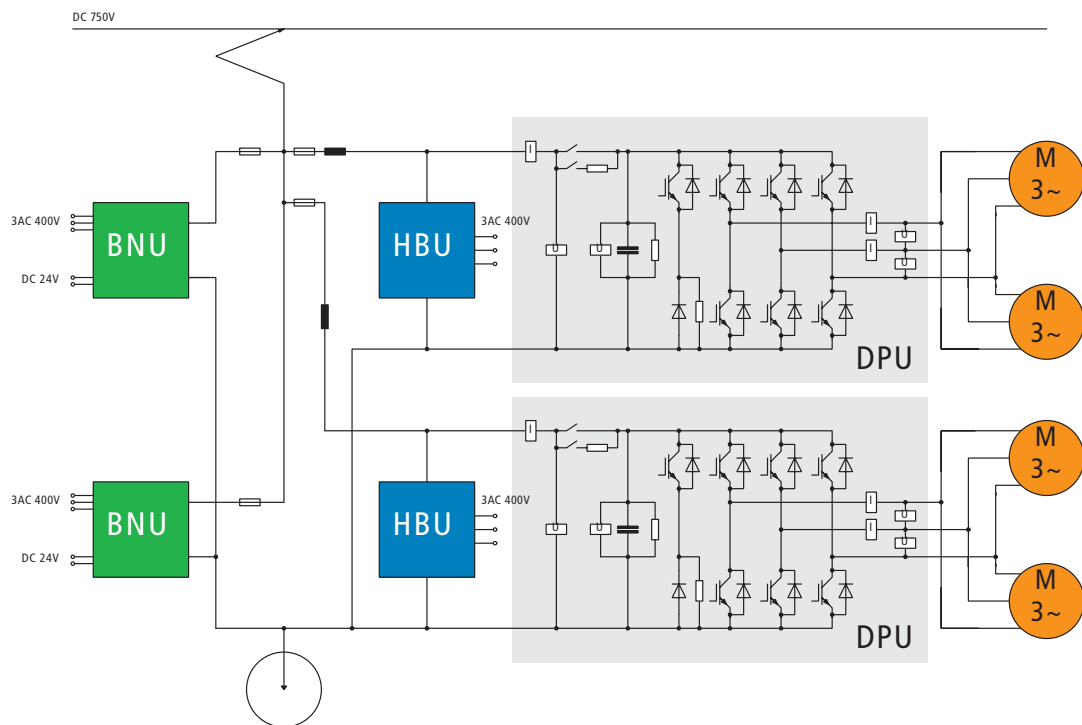 DC 750V
3AC 400V
BNU
DC 24V
3AC 400V
HBU
I
U
U
I
I
U
U
DPU
M
3~
M
3~
3AC 400V
BNU
DC 24V
3AC 400V
HBU
I
U
U
I
I
U
U
DPU
M
3~
M
3~